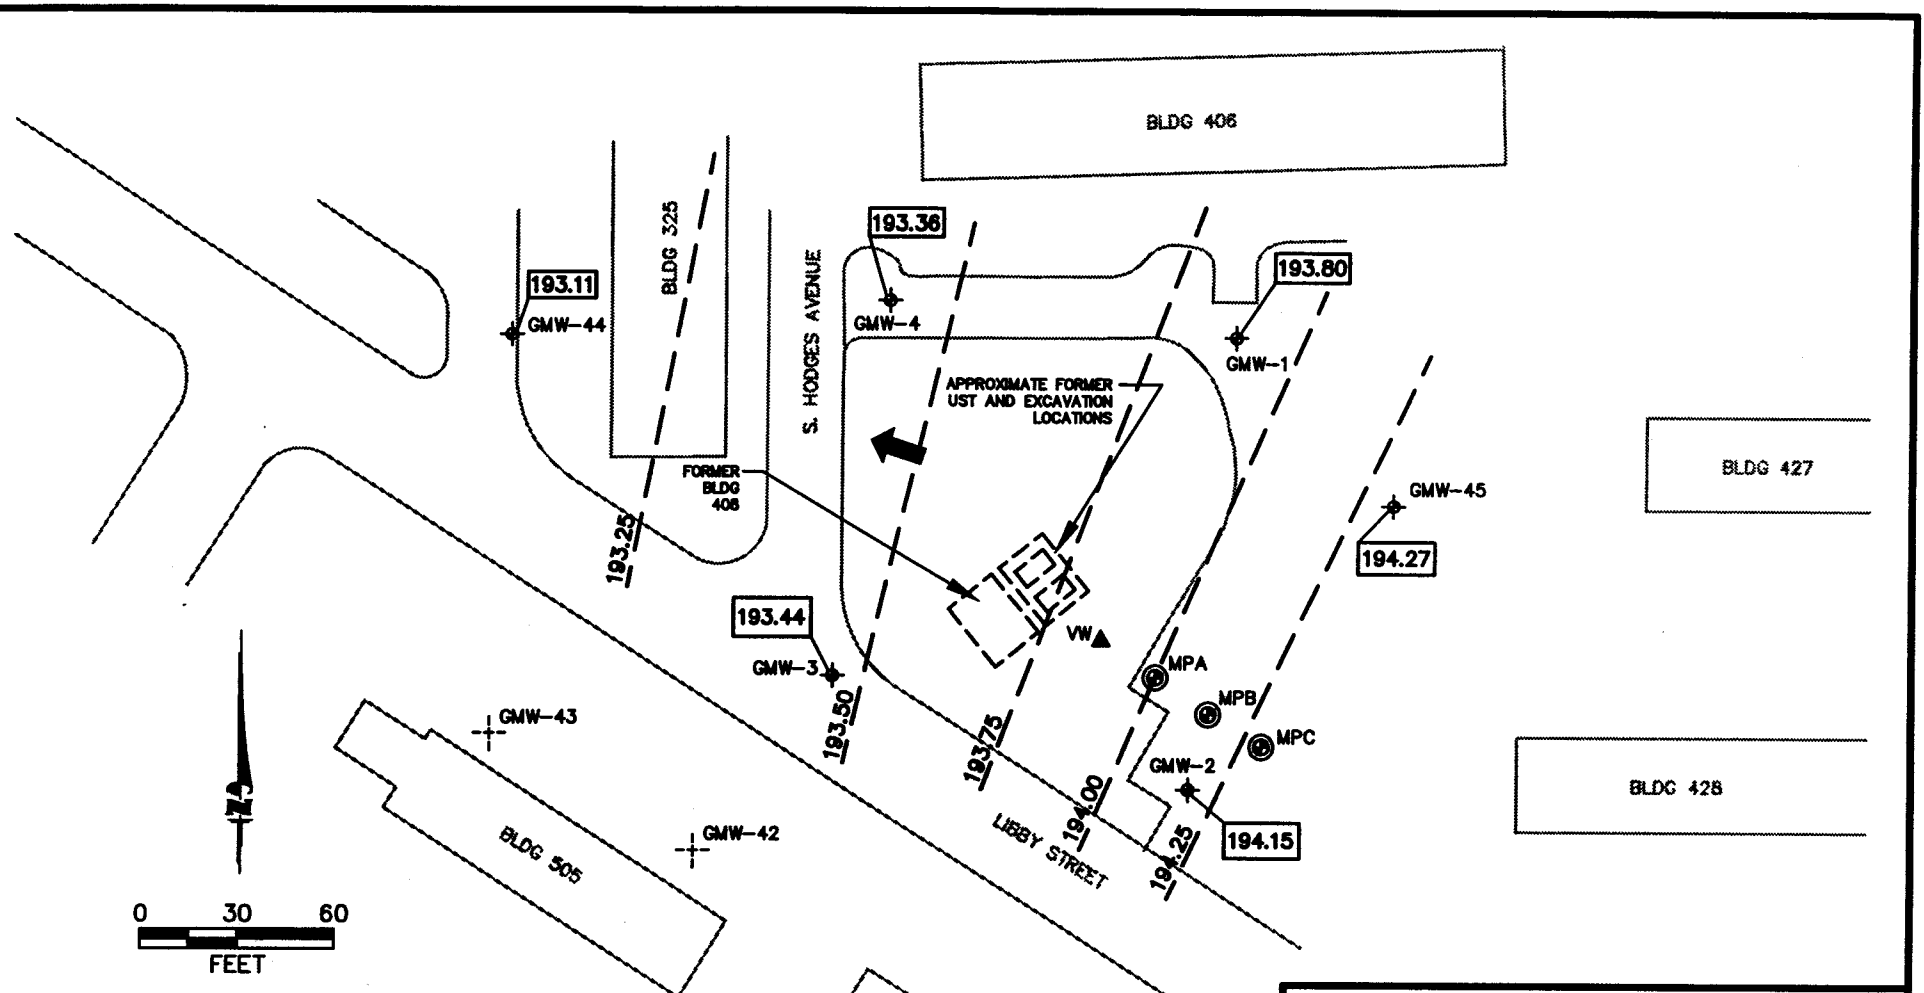 BLDG 406
BLDG 325
193.36
193.80
193.11
GMW-44
S. HODGES AVENUE
GMW-4
GMW-1
APPROXIMATE FORMER
UST AND EXCAVATION
LOCATIONS
FORMER
BLDG
406
BLDG 427
GMW-45
193.25
194.27
193.44
VW
GMW-3
MPA
193.50
MPB
GMW-43
193.75
MPC
GMW-2
194.00
BLDG 428
LIBBY STREET
GMW-42
BLDG 505
194.25
194.15
0 30 60
FEET